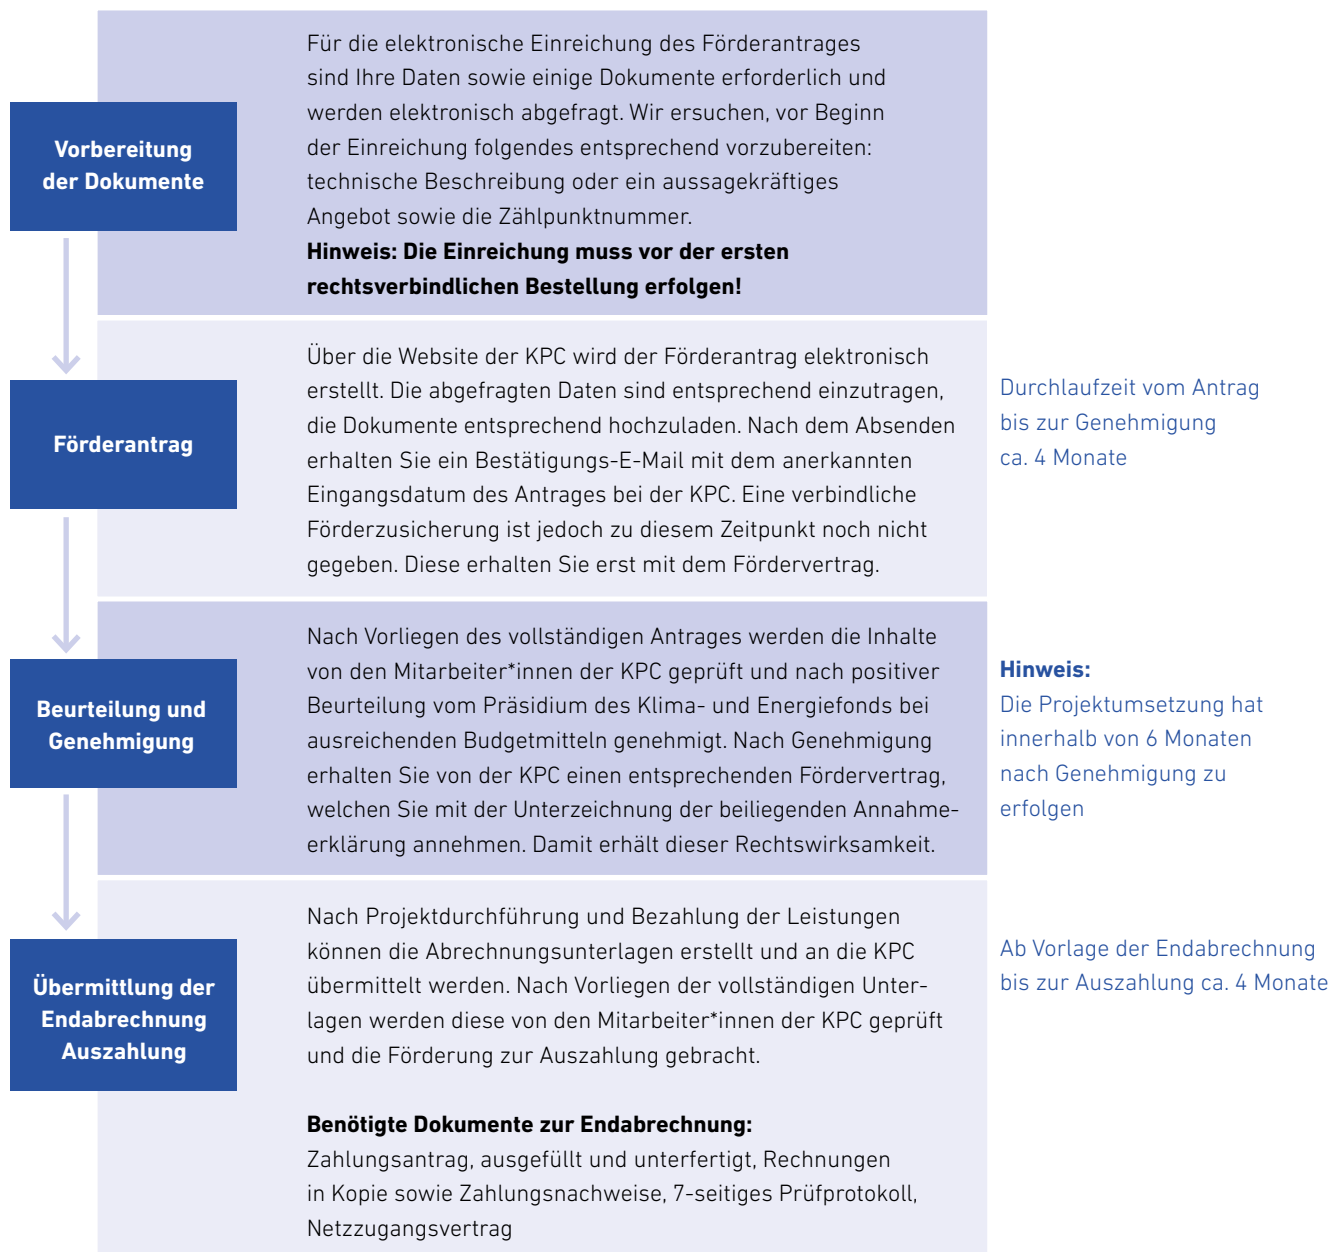 Vorbereitung
der Dokumente
Für die elektronische Einreichung des Förderantrages
sind Ihre Daten sowie einige Dokumente erforderlich und
werden elektronisch abgefragt. Wir ersuchen, vor Beginn
der Einreichung folgendes entsprechend vorzubereiten:
technische Beschreibung oder ein aussagekräftiges
Angebot sowie die Zählpunktnummer.
Hinweis: Die Einreichung muss vor der ersten
rechtsverbindlichen Bestellung erfolgen!
Förderantrag
Über die Website der KPC wird der Förderantrag elektronisch
erstellt. Die abgefragten Daten sind entsprechend einzutragen,
die Dokumente entsprechend hochzuladen. Nach dem Absenden
erhalten Sie ein Bestätigungs-E-Mail mit dem anerkannten
Eingangsdatum des Antrages bei der KPC. Eine verbindliche
Förderzusicherung ist jedoch zu diesem Zeitpunkt noch nicht
gegeben. Diese erhalten Sie erst mit dem Fördervertrag.
Durchlaufzeit vom Antrag
bis zur Genehmigung
ca. 4 Monate
Beurteilung und
Genehmigung
Nach Vorliegen des vollständigen Antrages werden die Inhalte
von den Mitarbeiter*innen der KPC geprüft und nach positiver
Beurteilung vom Präsidium des Klima- und Energiefonds bei
ausreichenden Budgetmitteln genehmigt. Nach Genehmigung
erhalten Sie von der KPC einen entsprechenden Fördervertrag,
welchen Sie mit der Unterzeichnung der beiliegenden Annahme-
erklärung annehmen. Damit erhält dieser Rechtswirksamkeit.
Hinweis:
Die Projektumsetzung hat
innerhalb von 6 Monaten
nach Genehmigung zu
erfolgen
Übermittlung der
Endabrechnung
Auszahlung
Nach Projektdurchführung und Bezahlung der Leistungen
können die Abrechnungsunterlagen erstellt und an die KPC
übermittelt werden. Nach Vorliegen der vollständigen Unter-
lagen werden diese von den Mitarbeiter*innen der KPC geprüft
und die Förderung zur Auszahlung gebracht.
Benötigte Dokumente zur Endabrechnung:
Zahlungsantrag, ausgefüllt und unterfertigt, Rechnungen
in Kopie sowie Zahlungsnachweise, 7-seitiges Prüfprotokoll,
Netzzugangsvertrag
Ab Vorlage der Endabrechnung
bis zur Auszahlung ca. 4 Monate